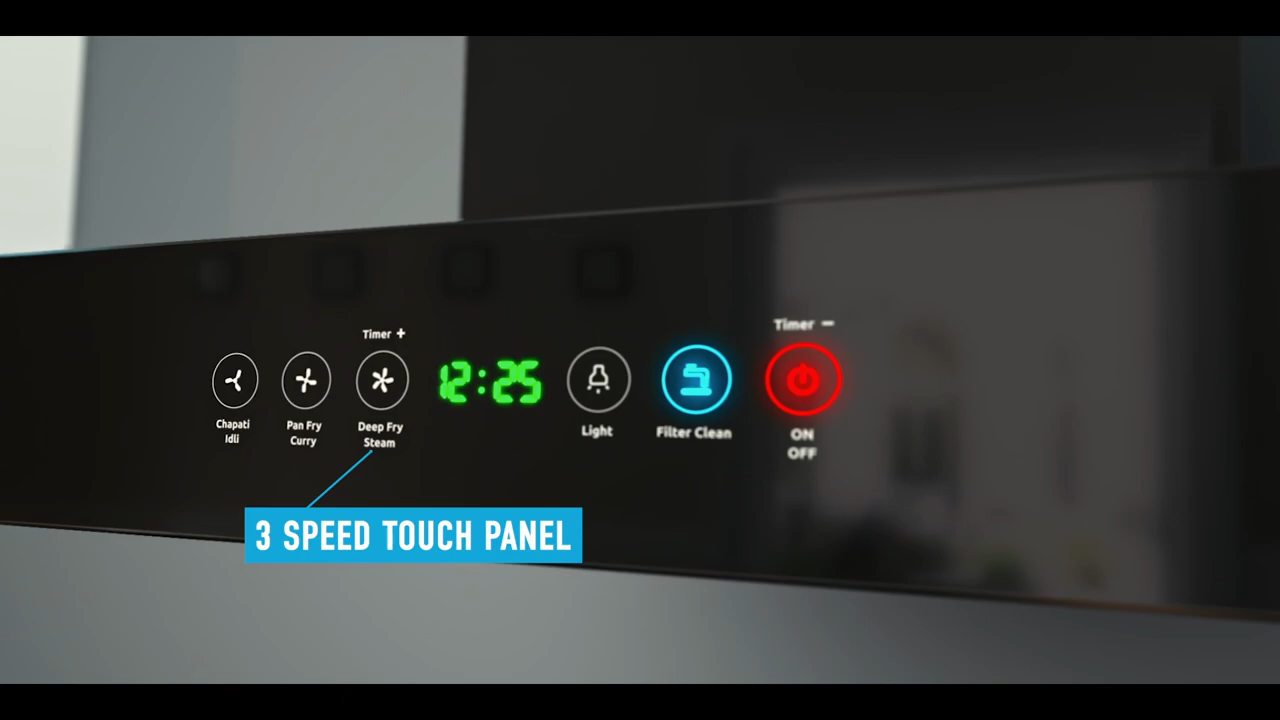 Timer +
Timer −
12:25
Chapati
Idli
Pan Fry
Curry
Deep Fry
Steam
Light
Filter Clean
ON
OFF
3 SPEED TOUCH PANEL